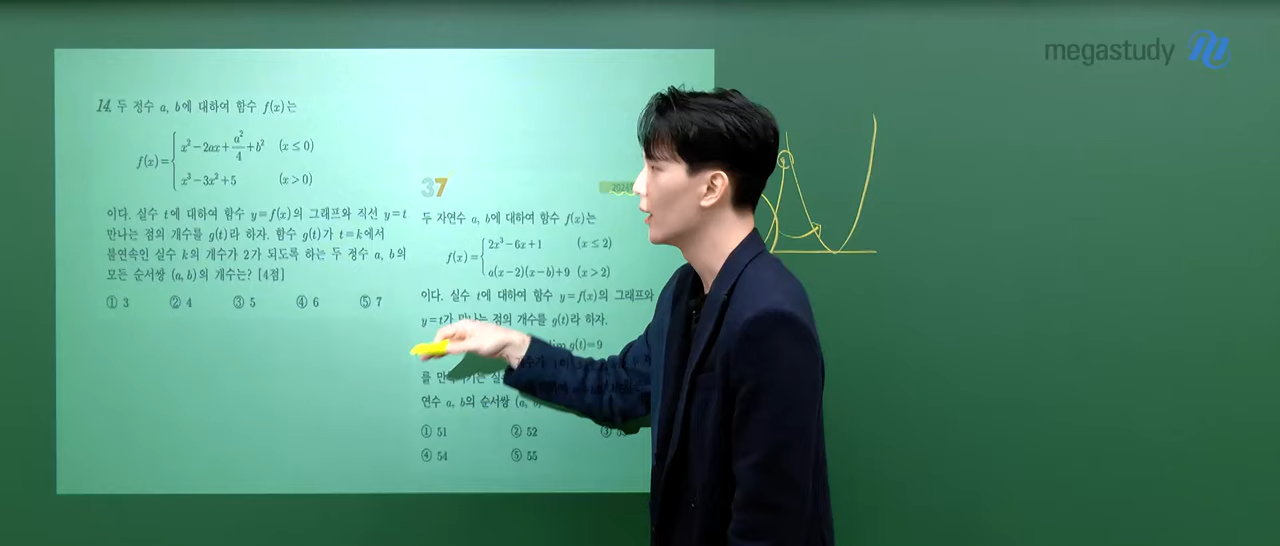 megastudy
14. 두 정수 a, b에 대하여 함수 f(x)는
f(x)={ x²-2ax+a²/4+b² (x≤0)
x³-3x²+5 (x>0)
이다. 실수 t에 대하여 함수 y=f(x)의 그래프와 직선 y=t
만나는 점의 개수를 g(t)라 하자. 함수 g(t)가 t=k에서
불연속인 실수 k의 개수가 2가 되도록 하는 두 정수 a, b의
모든 순서쌍 (a, b)의 개수는? [4점]
① 3 ② 4 ③ 5 ④ 6 ⑤ 7
37
두 자연수 a, b에 대하여 함수 f(x)는
f(x)={ 2x³-6x+1 (x≤2)
a(x-2)(x-b)+9 (x>2)
이다. 실수 t에 대하여 함수 y=f(x)의 그래프와
y=t가 만나는 점의 개수를 g(t)라 하자.
g(t)=9
를
연수 a, b의 순서쌍 (a, b)
① 51 ② 52 ③
④ 54 ⑤ 55